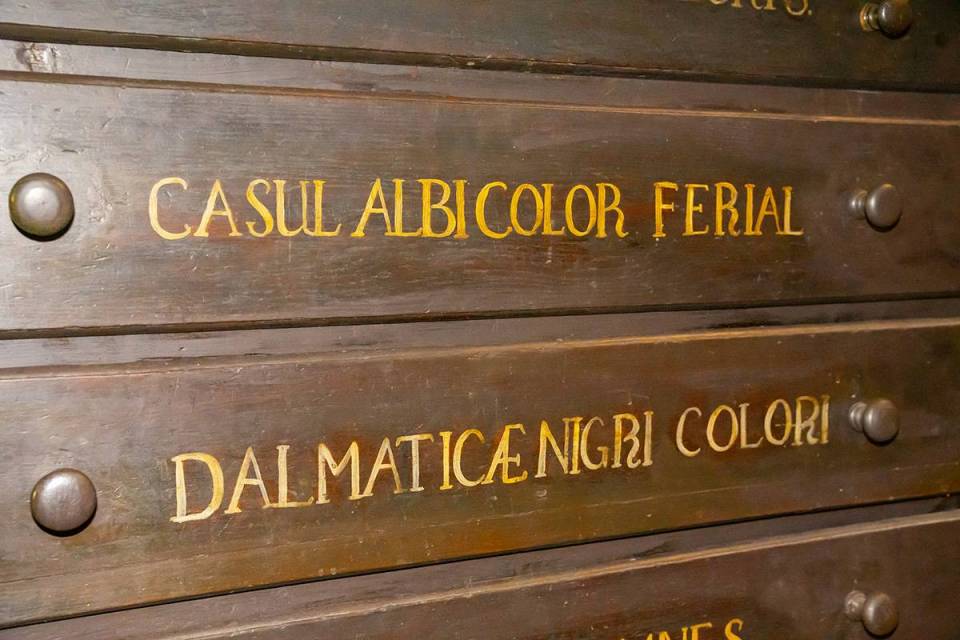 CASUL ALBI COLOR FERIAL
DALMATICÆ NIGRI COLORI